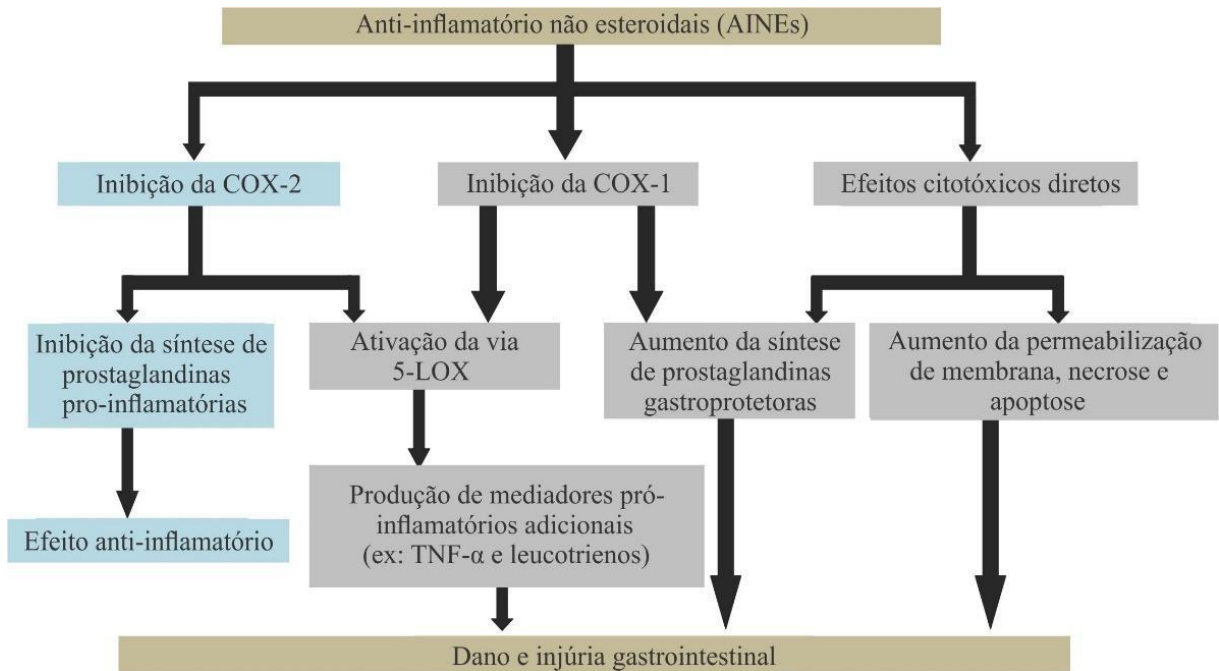 Anti-inflamatório não esteroidais (AINEs)
Inibição da COX-2
Inibição da COX-1
Efeitos citotóxicos diretos
Inibição da síntese de
prostaglandinas
pro-inflamatórias
Ativação da via
5-LOX
Aumento da síntese
de prostaglandinas
gastroprotetoras
Aumento da permeabilização
de membrana, necrose e
apoptose
Efeito anti-inflamatório
Produção de mediadores pró-
inflamatórios adicionais
(ex: TNF-α e leucotrienos)
Dano e injúria gastrointestinal